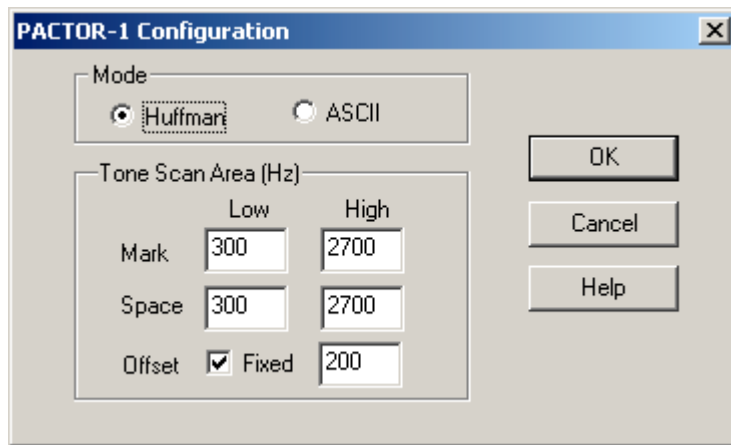 PACTOR-1 Configuration
Mode
Huffman ASCII
Tone Scan Area (Hz)
Low High
Mark 300 2700
Space 300 2700
Offset Fixed 200
OK
Cancel
Help